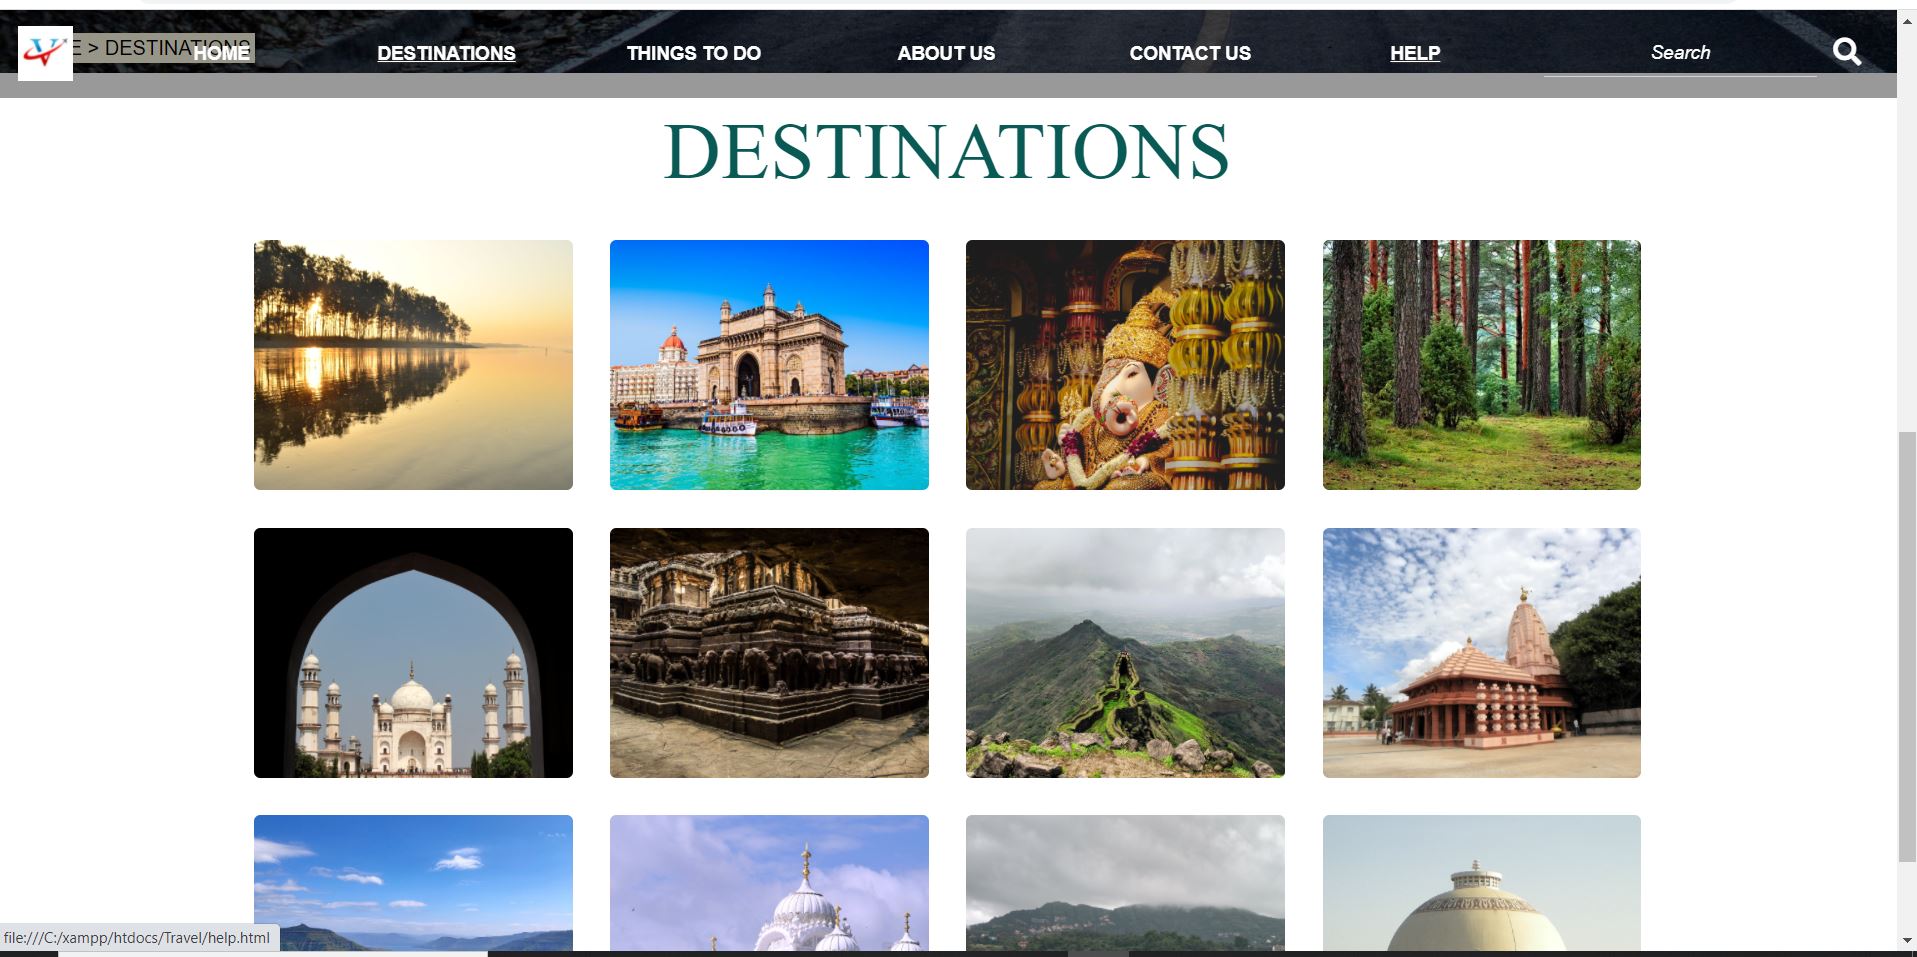 E > DESTINATIONS
HOME DESTINATIONS THINGS TO DO ABOUT US CONTACT US HELP Search
DESTINATIONS
file:///C:/xampp/htdocs/Travel/help.html